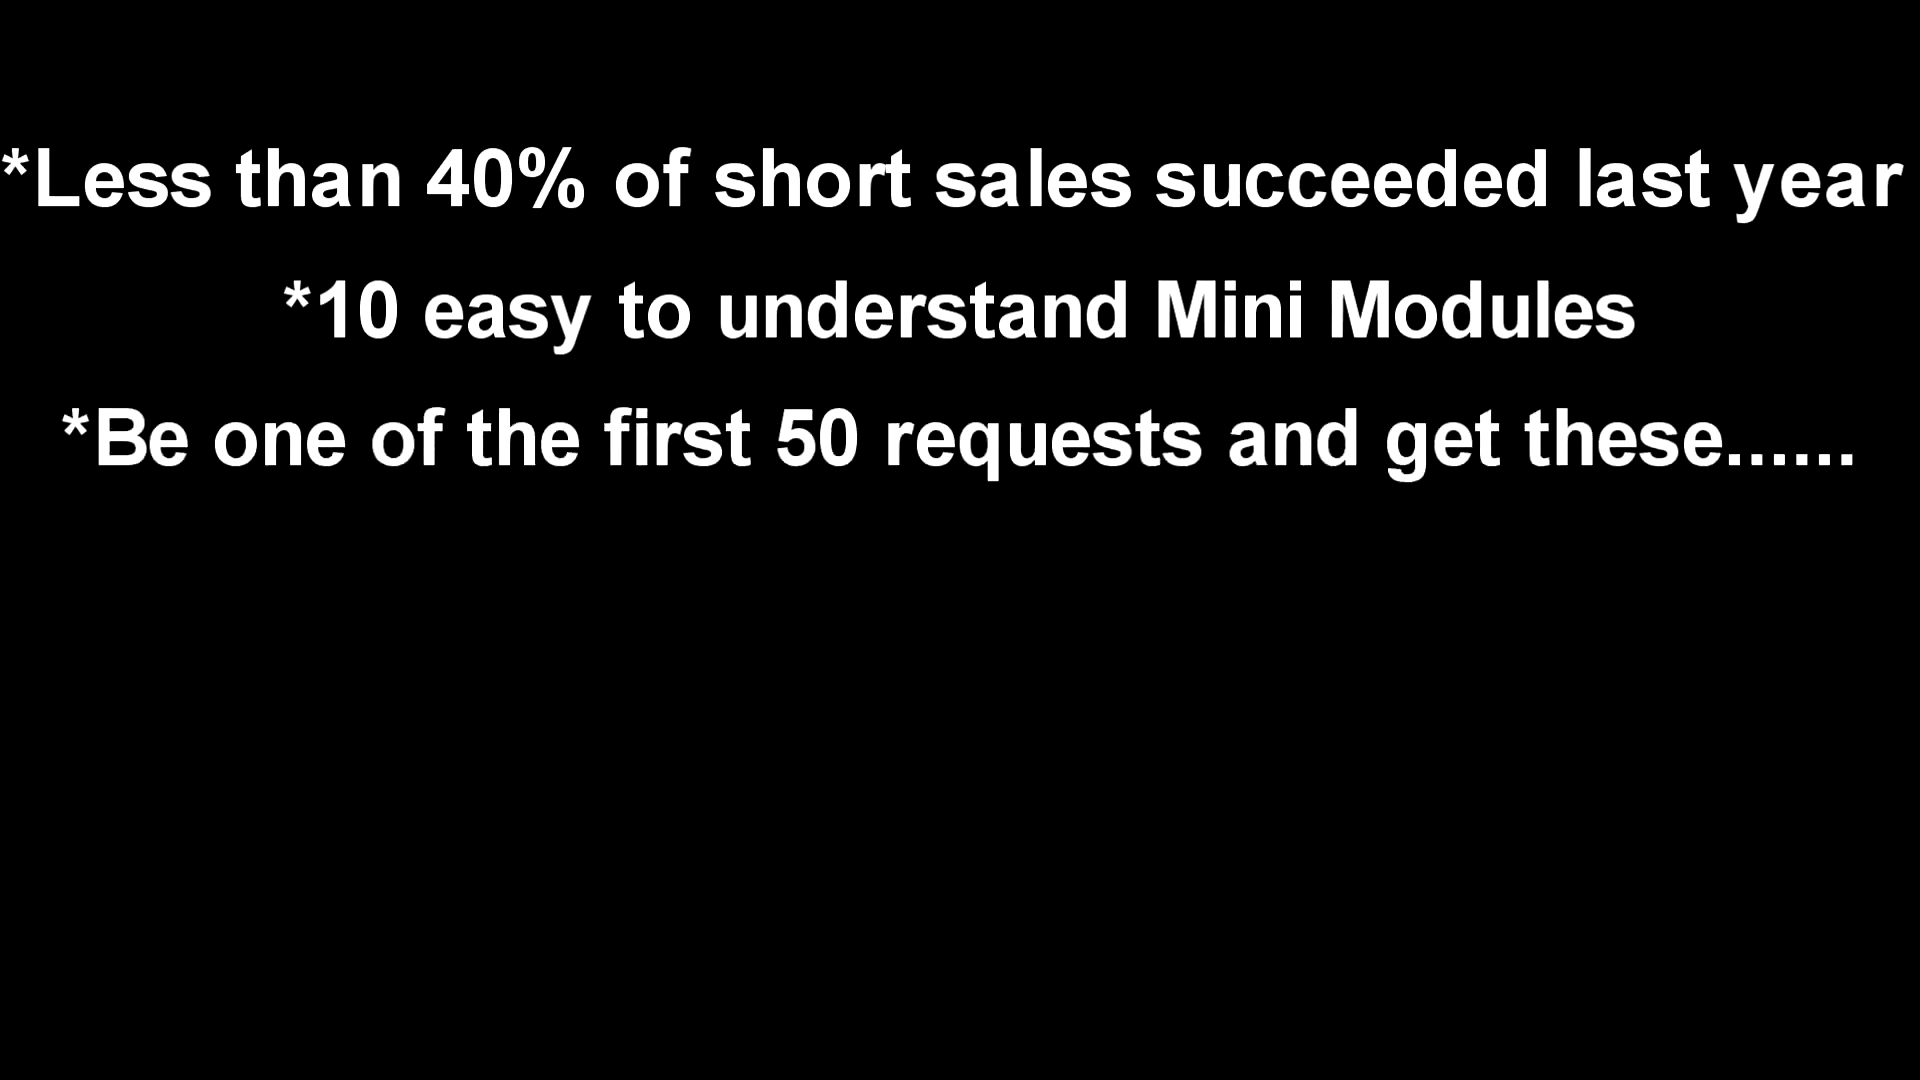 *Less than 40% of short sales succeeded last year
*10 easy to understand Mini Modules
*Be one of the first 50 requests and get these......